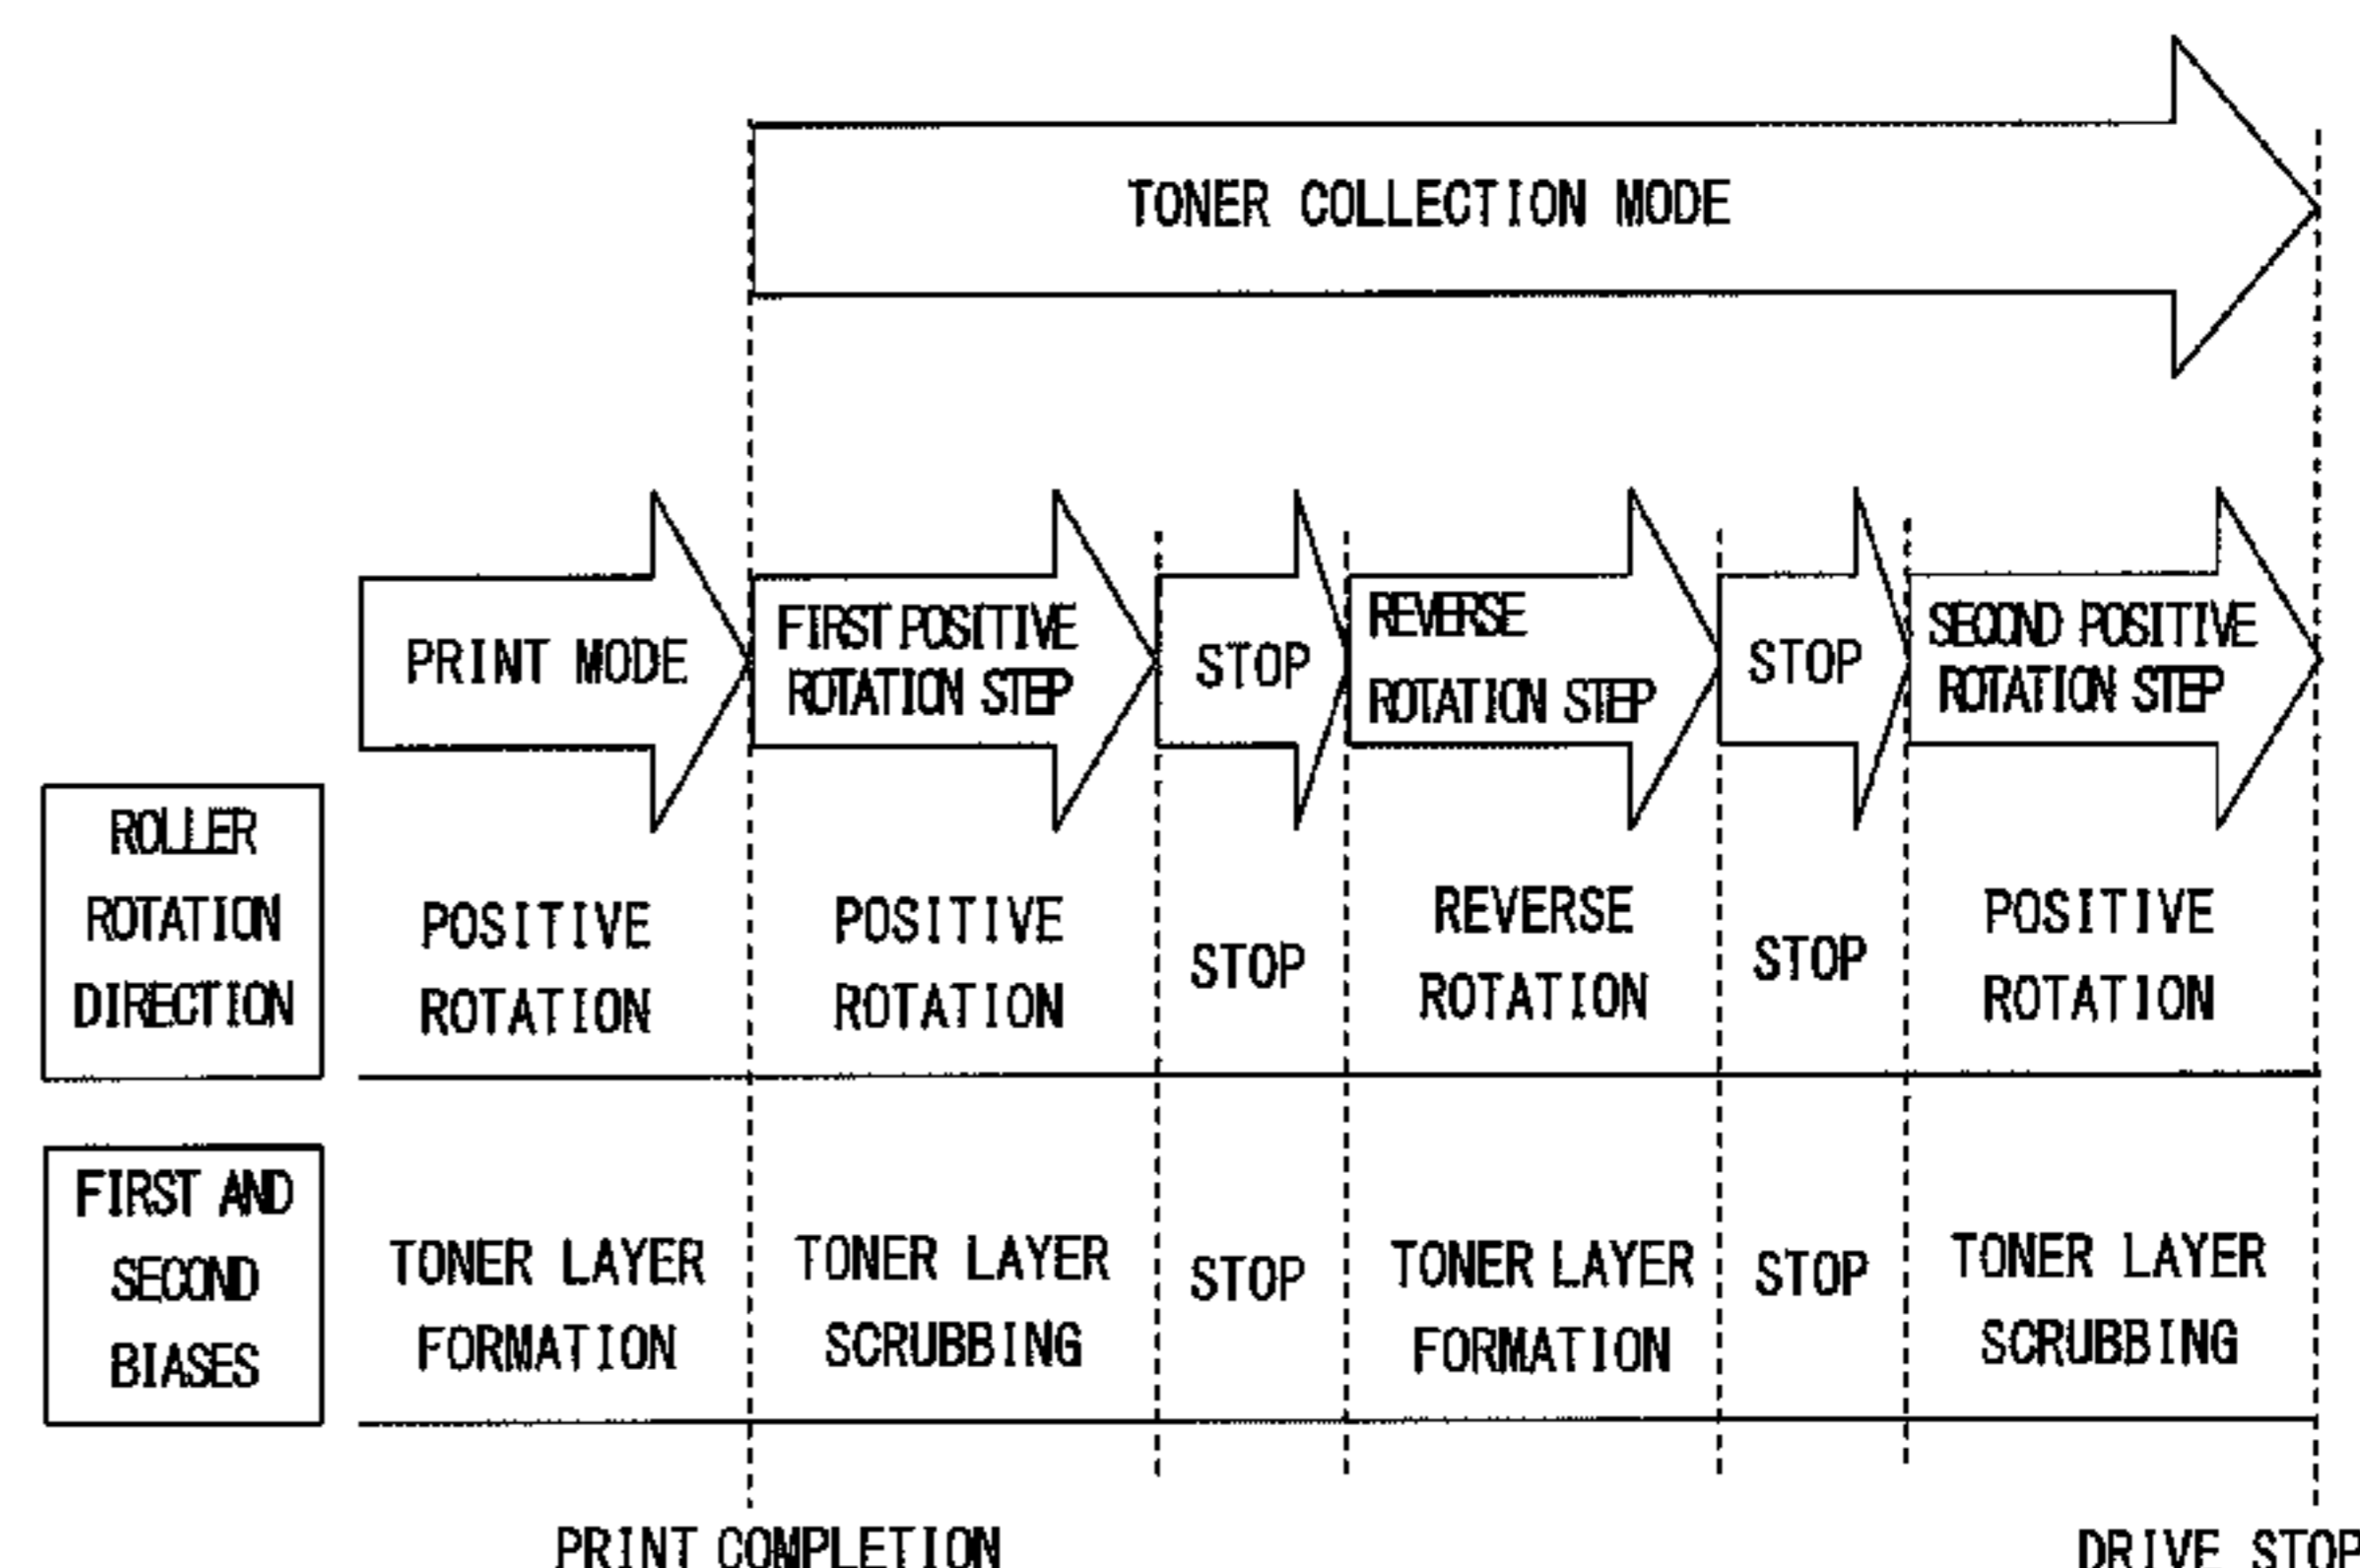 TONER COLLECTION MODE
PRINT MODE
FIRST POSITIVE
ROTATION STEP
STOP
REVERSE
ROTATION STEP
STOP
SECOND POSITIVE
ROTATION STEP
ROLLER
ROTATION
DIRECTION
POSITIVE
ROTATION
POSITIVE
ROTATION
STOP
REVERSE
ROTATION
STOP
POSITIVE
ROTATION
FIRST AND
SECOND
BIASES
TONER LAYER
FORMATION
TONER LAYER
SCRUBBING
STOP
TONER LAYER
FORMATION
STOP
TONER LAYER
SCRUBBING
PRINT COMPLETION
DRIVE STOP